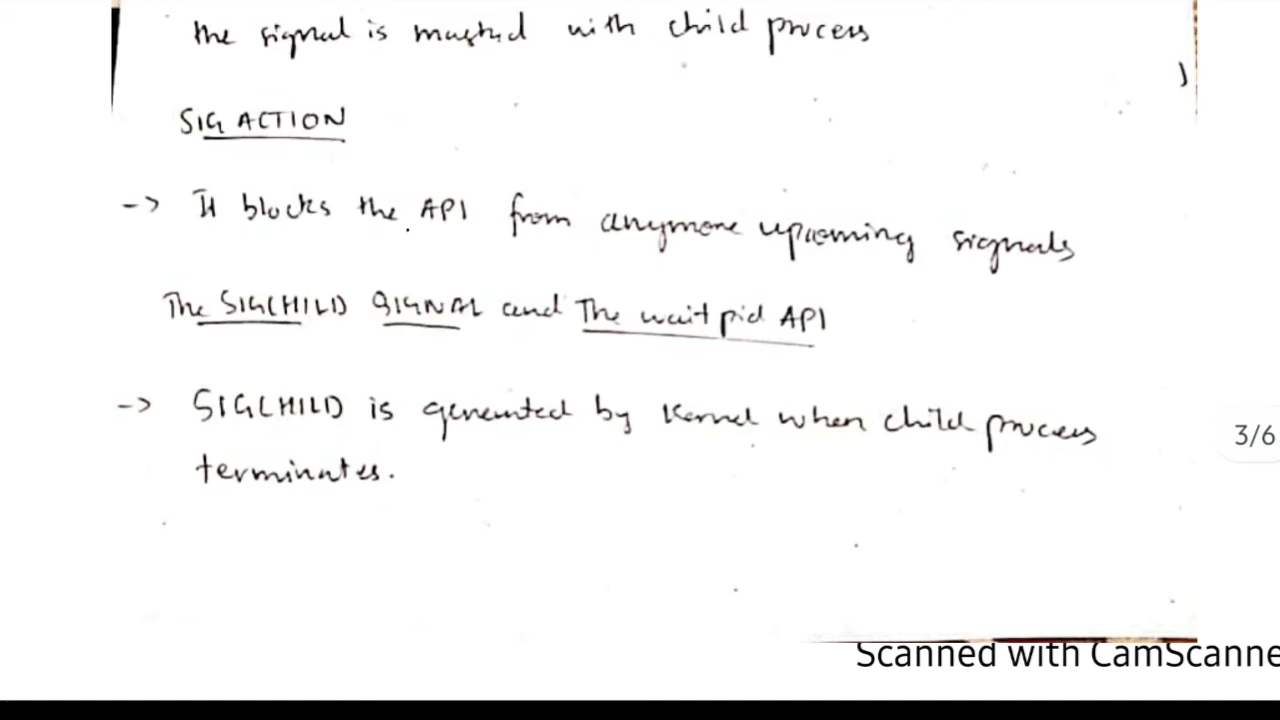 the signal is masked with child process
)
SIG ACTION
-> It blocks the API from anymore upcoming signals
The SIGCHILD SIGNAL and The waitpid API
-> SIGCHILD is generated by Kernel when child process
terminates.
3/6
Scanned with CamScanne